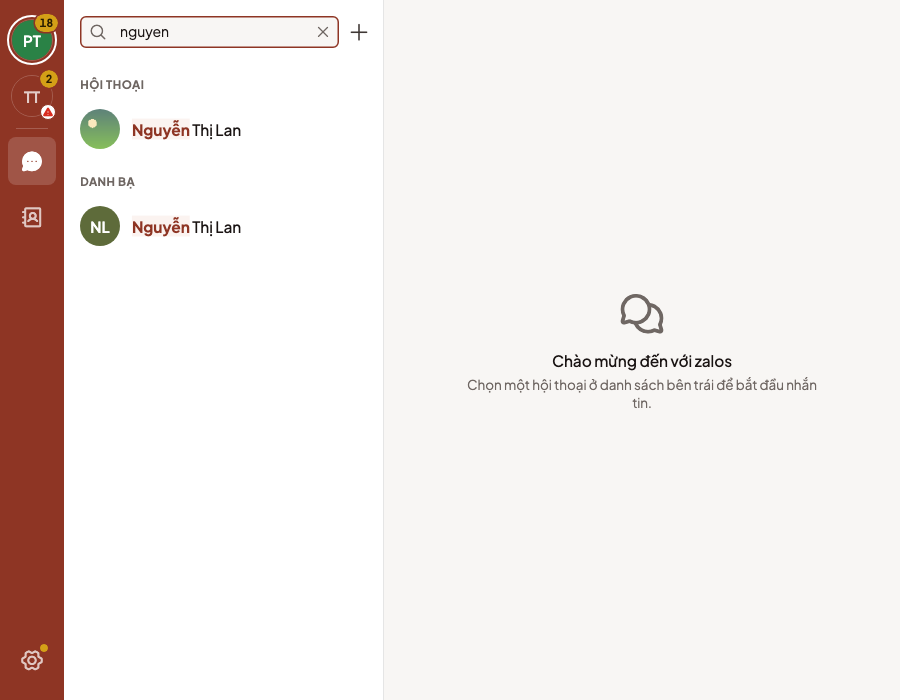 18
PT
2
TT
nguyen
HỘI THOẠI
Nguyễn Thị Lan
DANH BẠ
NL
Nguyễn Thị Lan
Chào mừng đến với zalos
Chọn một hội thoại ở danh sách bên trái để bắt đầu nhắn
tin.